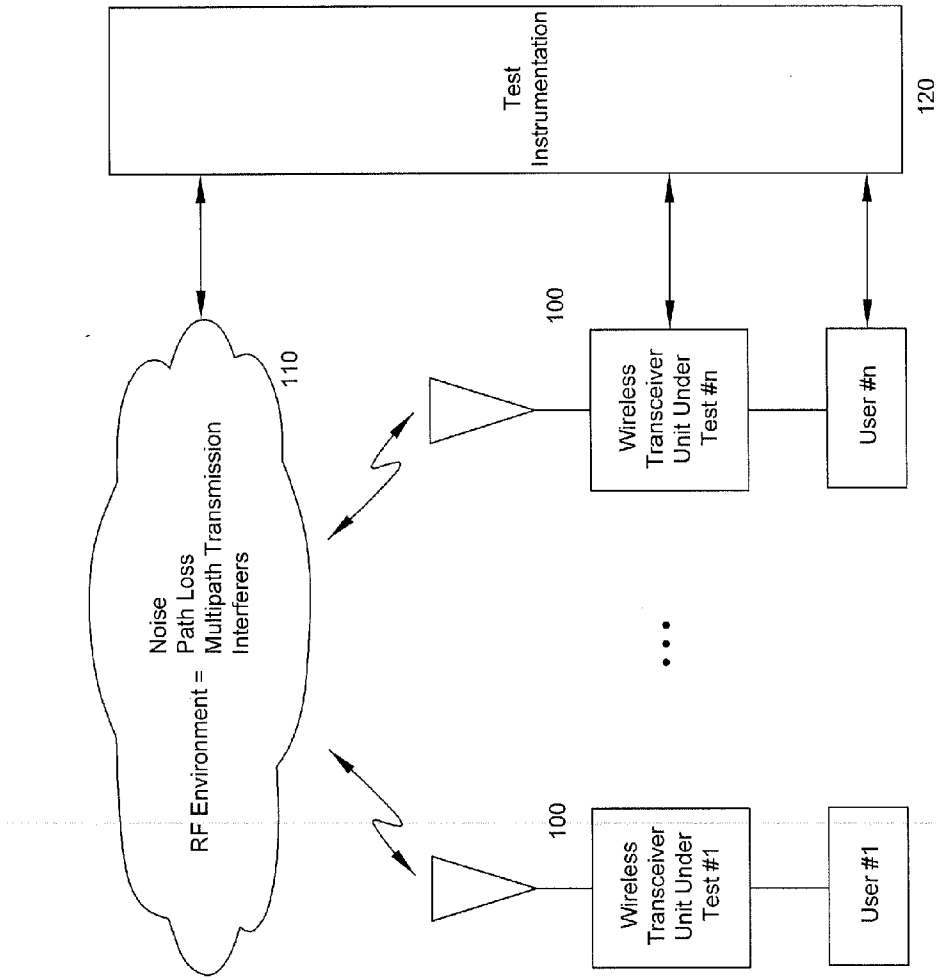 Noise
Path Loss
RF Environment = Multipath Transmission
Interferers
110
Test
Instrumentation
120
100
Wireless
Transceiver
Unit Under
Test #1
User #1
100
Wireless
Transceiver
Unit Under
Test #n
User #n